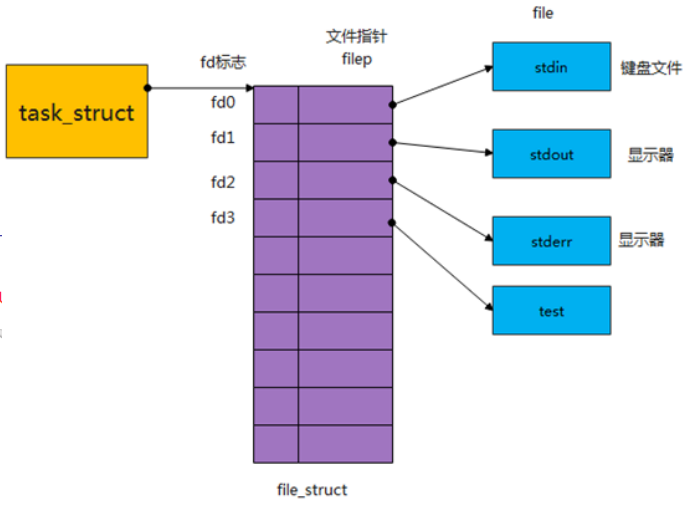 file
文件指针
filep
fd标志
task_struct
fd0
fd1
fd2
fd3
stdin
键盘文件
stdout
显示器
stderr
显示器
test
file_struct